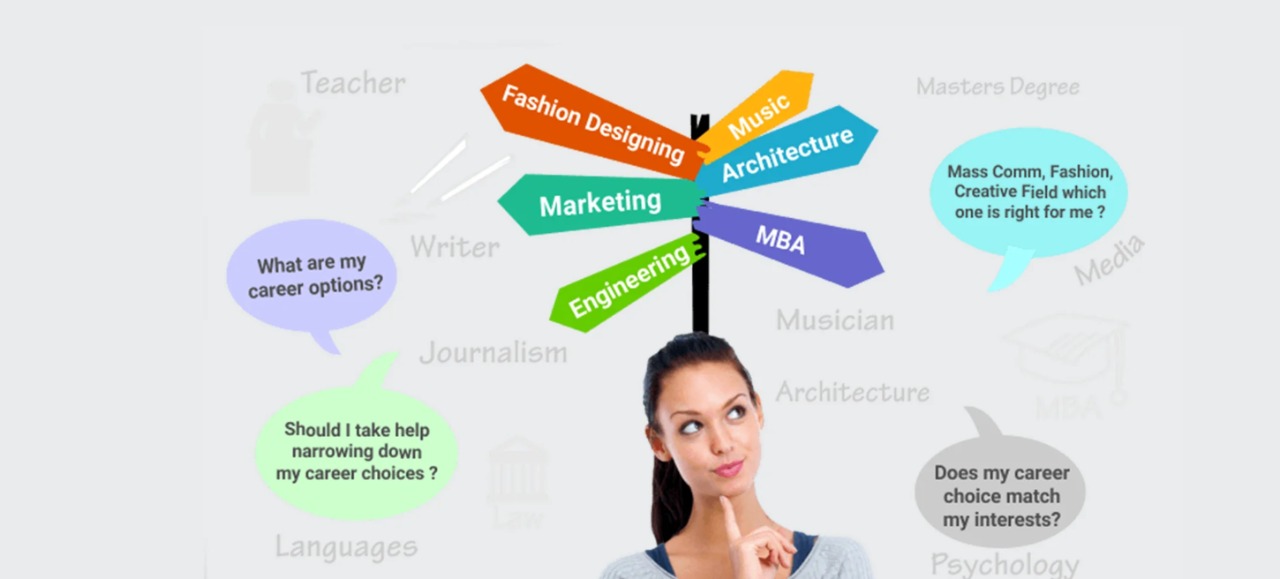 Teacher
Fashion Designing
Music
Masters Degree
Architecture
Mass Comm, Fashion,
Creative Field which
one is right for me ?
Marketing
Writer
MBA
Media
What are my
career options?
Engineering
Musician
Journalism
Architecture
MBA
Should I take help
narrowing down
my career choices ?
Does my career
choice match
my interests?
Law
Languages
Psychology